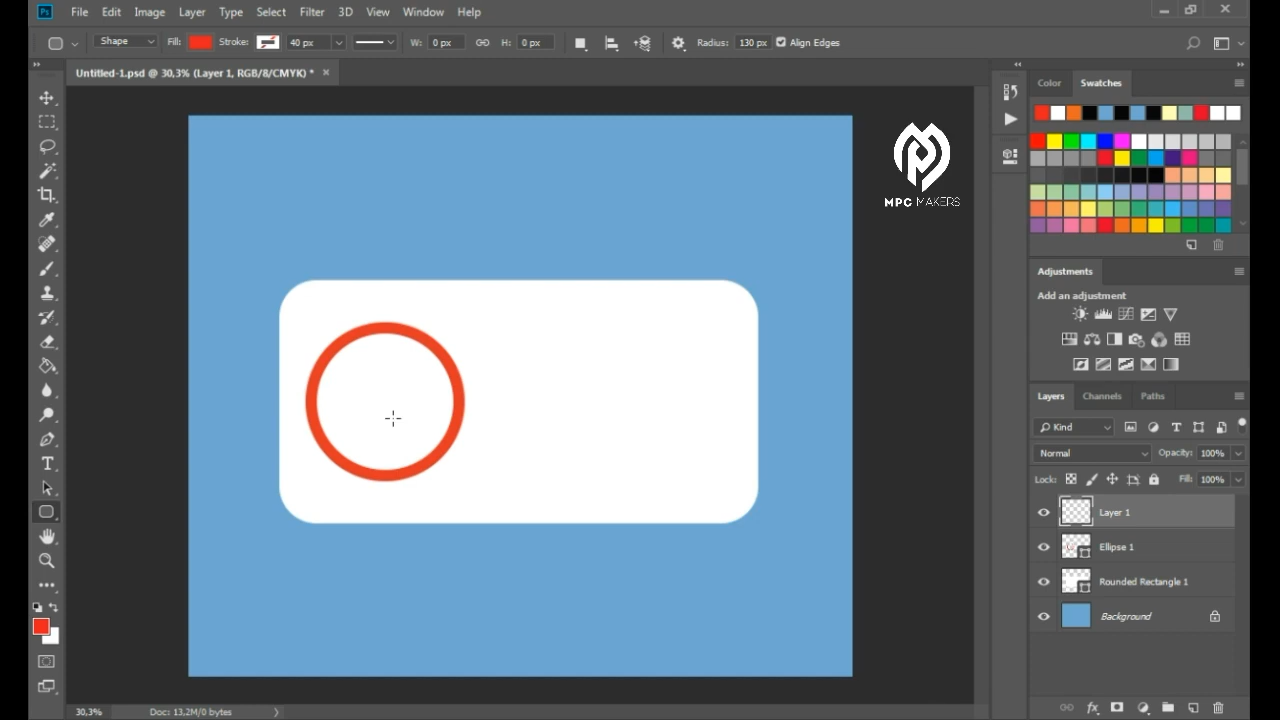 Ps File Edit Image Layer Type Select Filter 3D View Window Help
Shape Fill: Stroke: 40 px W: 0 px H: 0 px Radius: 130 px Align Edges
Untitled-1.psd @ 30,3% (Layer 1, RGB/8/CMYK) *
Color Swatches
MPC MAKERS
Adjustments
Add an adjustment
Layers Channels Paths
Kind
Normal Opacity: 100%
Lock: Fill: 100%
Layer 1
Ellipse 1
Rounded Rectangle 1
Background
30,3% Doc: 13,2M/0 bytes